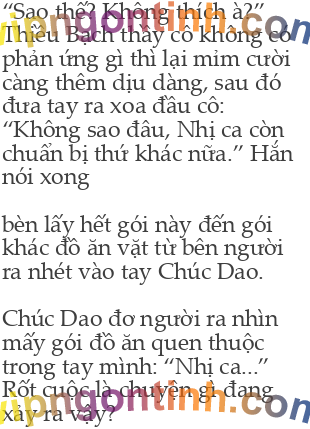 “Sao thế? Không thích à?”
Thiều Bạch thấy cô không có
phản ứng gì thì lại mỉm cười
càng thêm dịu dàng, sau đó
đưa tay ra xoa đầu cô:
“Không sao đâu, Nhị ca còn
chuẩn bị thứ khác nữa.” Hắn
nói xong
bèn lấy hết gói này đến gói
khác đồ ăn vặt từ bên người
ra nhét vào tay Chúc Dao.
Chúc Dao đơ người ra nhìn
mấy gói đồ ăn quen thuộc
trong tay mình: “Nhị ca...”
Rốt cuộc là chuyện gì đang
xảy ra vậy?
vipngontinh.com
vipngontinh.com